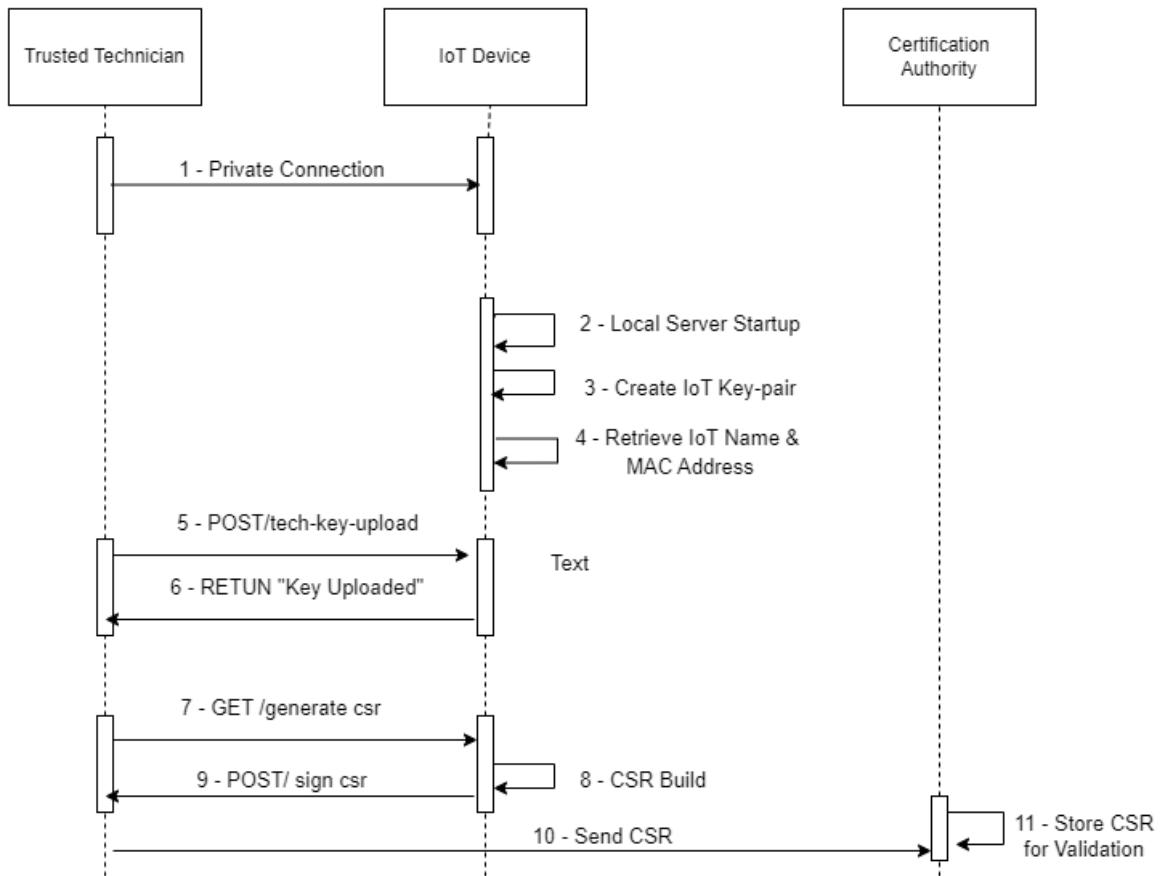 Trusted Technician
IoT Device
Certification
Authority
1 - Private Connection
2 - Local Server Startup
3 - Create IoT Key-pair
4 - Retrieve IoT Name &
MAC Address
5 - POST/tech-key-upload
Text
6 - RETUN "Key Uploaded"
7 - GET /generate csr
9 - POST/ sign csr
8 - CSR Build
10 - Send CSR
11 - Store CSR
for Validation